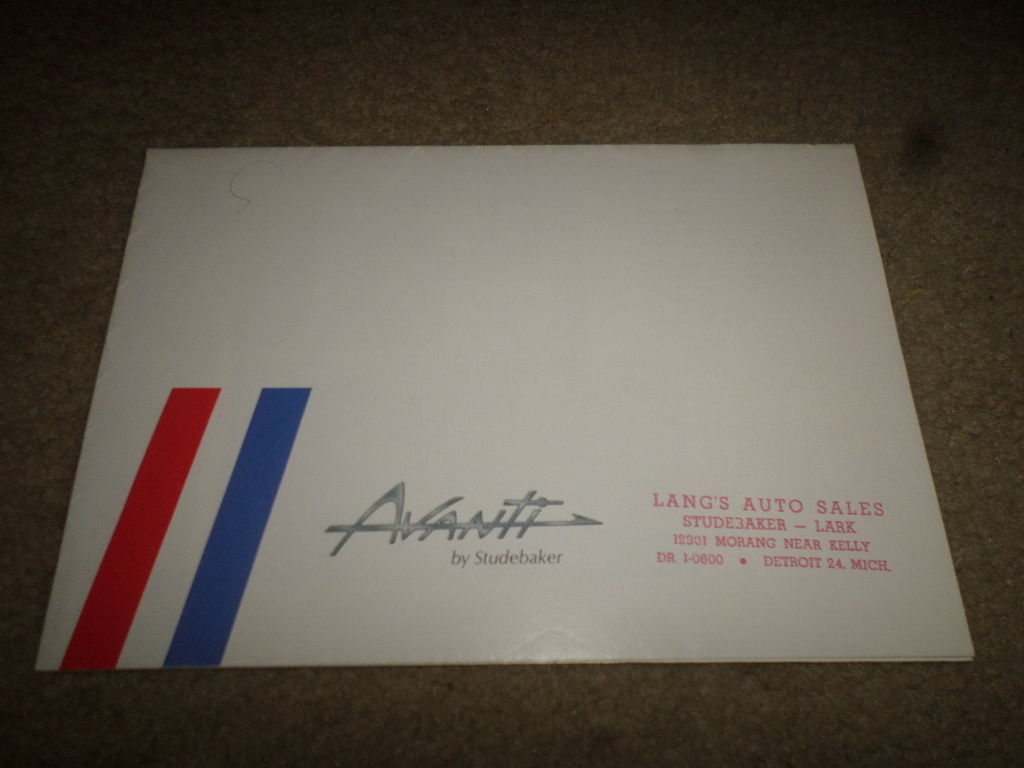 Avanti
by Studebaker
LANG'S AUTO SALES
STUDEBAKER — LARK
12301 MORANG NEAR KELLY
DR. 1-0600 • DETROIT 24, MICH.